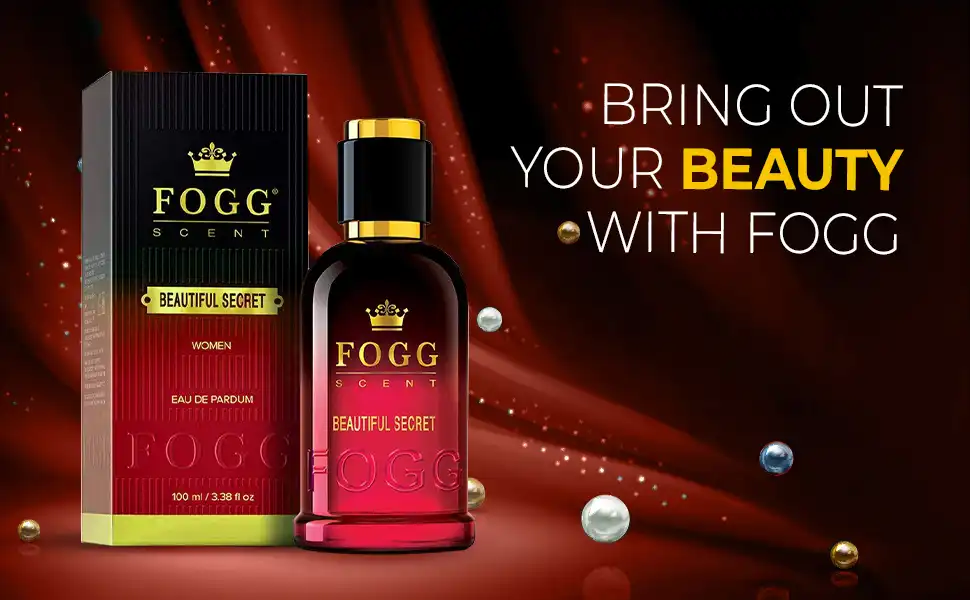 FOGG®
SCENT
BEAUTIFUL SECRET
WOMEN
EAU DE PARDUM
FOGG
100 ml / 3.38 fl oz
FOGG
SCENT
BEAUTIFUL SECRET
FOGG
BRING OUT
YOUR BEAUTY
WITH FOGG